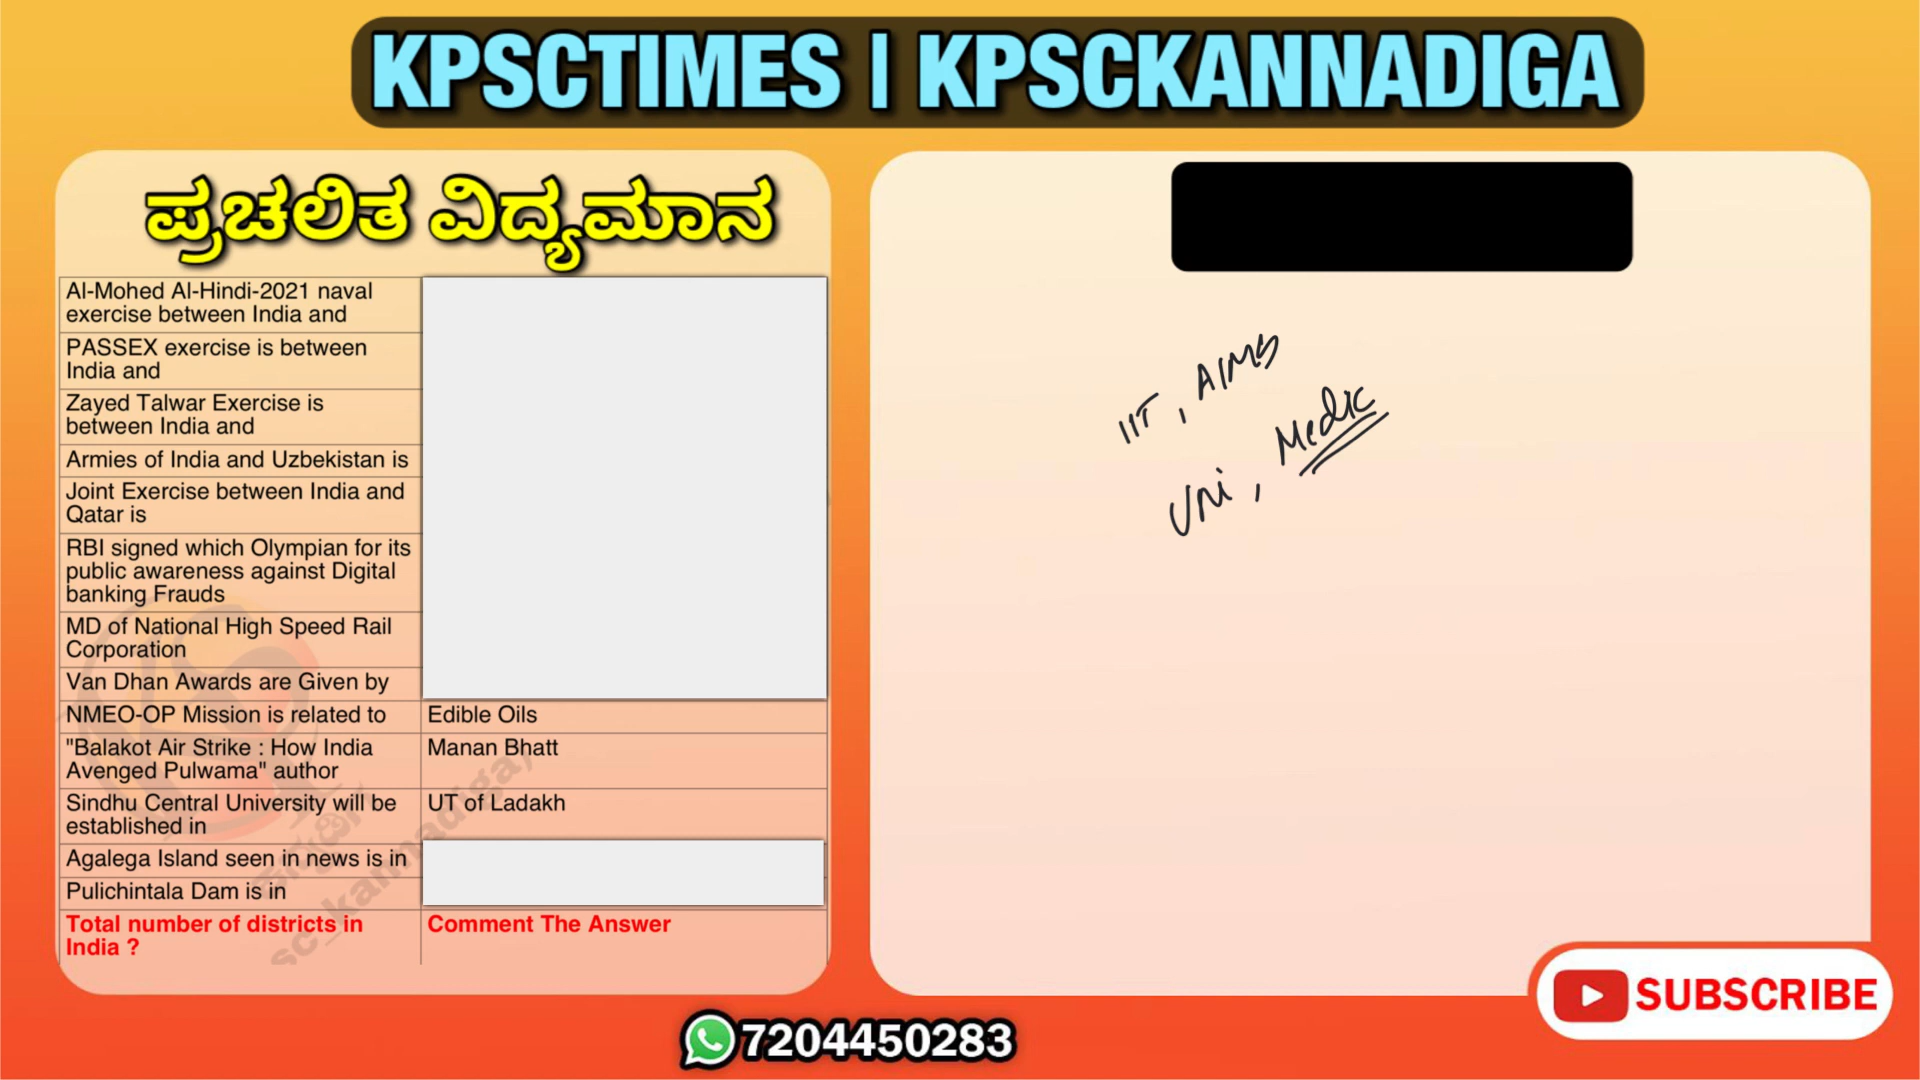 KPSCTIMES | KPSCKANNADIGA
ಪ್ರಚಲಿತ ವಿದ್ಯಮಾನ
Al-Mohed Al-Hindi-2021 naval
exercise between India and
PASSEX exercise is between
India and
Zayed Talwar Exercise is
between India and
Armies of India and Uzbekistan is
Joint Exercise between India and
Qatar is
RBI signed which Olympian for its
public awareness against Digital
banking Frauds
MD of National High Speed Rail
Corporation
Van Dhan Awards are Given by
NMEO-OP Mission is related to
Edible Oils
"Balakot Air Strike : How India
Avenged Pulwama" author
Manan Bhatt
Sindhu Central University will be
established in
UT of Ladakh
Agalega Island seen in news is in
Pulichintala Dam is in
Total number of districts in
India ?
Comment The Answer
sc_kannadiga,
IIT, AIMS
Uni, Medic
SUBSCRIBE
7204450283